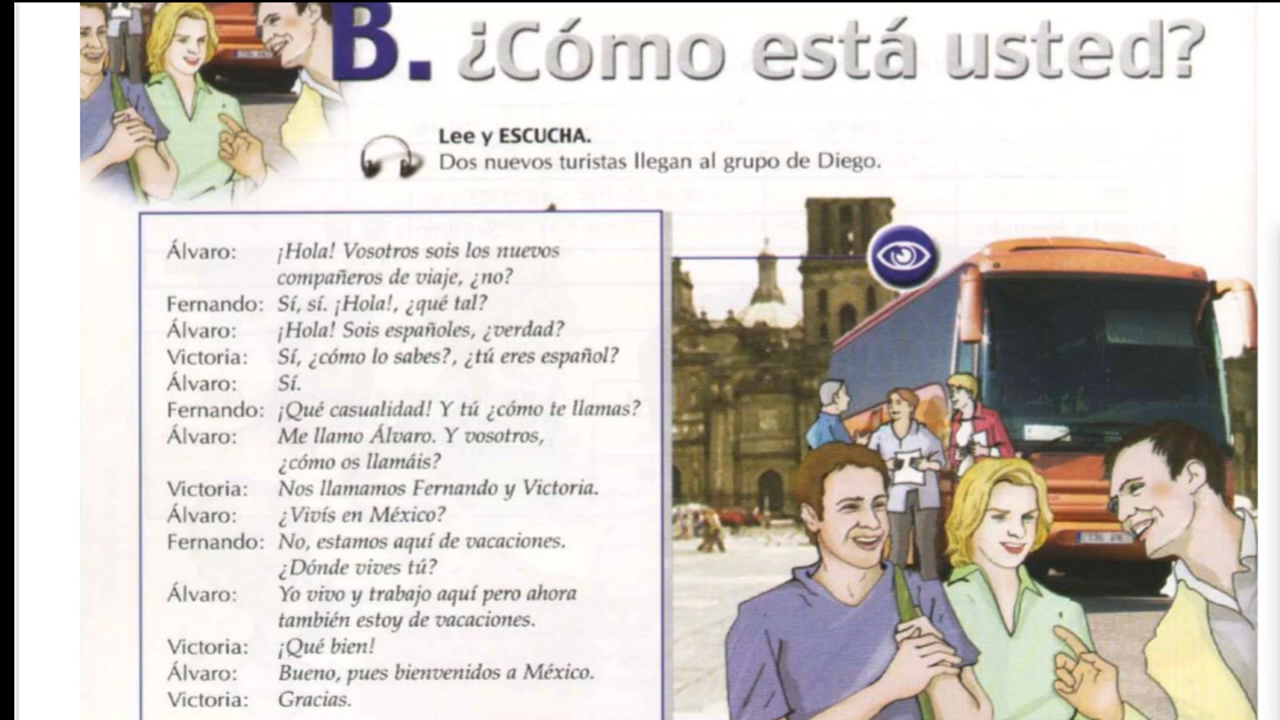 B. ¿Cómo está usted?
Lee y ESCUCHA.
Dos nuevos turistas llegan al grupo de Diego.
Álvaro: ¡Hola! Vosotros sois los nuevos
compañeros de viaje, ¿no?
Fernando: Sí, sí. ¡Hola!, ¿qué tal?
Álvaro: ¡Hola! Sois españoles, ¿verdad?
Victoria: Sí, ¿cómo lo sabes?, ¿tú eres español?
Álvaro: Sí.
Fernando: ¡Qué casualidad! Y tú ¿cómo te llamas?
Álvaro: Me llamo Álvaro. Y vosotros,
¿cómo os llamáis?
Victoria: Nos llamamos Fernando y Victoria.
Álvaro: ¿Vivís en México?
Fernando: No, estamos aquí de vacaciones.
¿Dónde vives tú?
Álvaro: Yo vivo y trabajo aquí pero ahora
también estoy de vacaciones.
Victoria: ¡Qué bien!
Álvaro: Bueno, pues bienvenidos a México.
Victoria: Gracias.